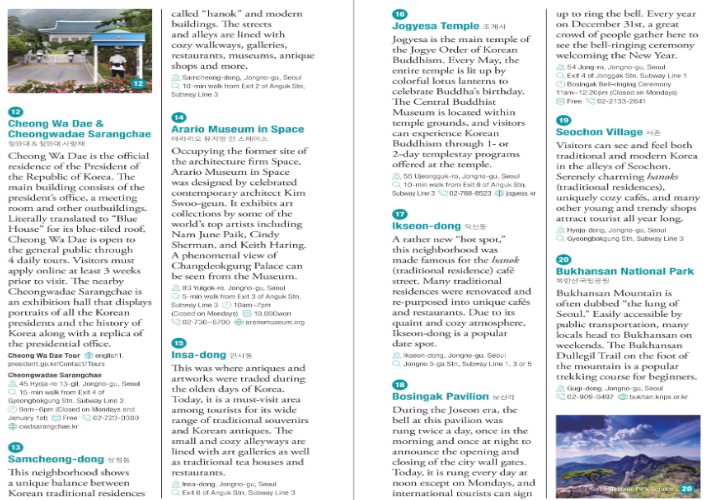 12
12
Cheong Wa Dae &
Cheongwadae Sarangchae
청와대 & 청와대 사랑채
Cheong Wa Dae is the official
residence of the President of
the Republic of Korea. The
main building consists of the
president's office, a meeting
room and other outbuildings.
Literally translated to "Blue
House" for its blue-tiled roof,
Cheong Wa Dae is open to
the general public through
4 daily tours. Visitors must
apply online at least 3 weeks
prior to visit. The nearby
Cheongwadae Sarangchae is
an exhibition hall that displays
portraits of all the Korean
presidents and the history of
Korea along with a replica of
the presidential office.
Cheong Wa Dae Tour english1.
president.go.kr/Contact/Tours
Cheongwadae Sarangchae
45 Hyoja-ro 13-gil, Jongno-gu, Seoul
15-min walk from Exit 4 of
Gyeongbokgung Stn, Subway Line 3
9am–6pm (Closed on Mondays and
January 1st) Free 02-723-0300
cwdsarangchae.kr
13
Samcheong-dong 삼청동
This neighborhood shows
a unique balance between
Korean traditional residences
called "hanok" and modern
buildings. The streets
and alleys are lined with
cozy walkways, galleries,
restaurants, museums, antique
shops and more.
Samcheong-dong, Jongno-gu, Seoul
10-min walk from Exit 2 of Anguk Stn,
Subway Line 3
14
Arario Museum in Space
아라리오 뮤지엄 인 스페이스
Occupying the former site of
the architecture firm Space,
Arario Museum in Space
was designed by celebrated
contemporary architect Kim
Swoo-geun. It exhibits art
collections by some of the
world's top artists including
Nam June Paik, Cindy
Sherman, and Keith Haring.
A phenomenal view of
Changdeokgung Palace can
be seen from the Museum.
83 Yulgok-ro, Jongno-gu, Seoul
5-min walk from Exit 3 of Anguk Stn,
Subway Line 3 10am–7pm
(Closed on Mondays) 10,000won
02-736-5700 arariomuseum.org
15
Insa-dong 인사동
This was where antiques and
artworks were traded during
the olden days of Korea.
Today, it is a must-visit area
among tourists for its wide
range of traditional souvenirs
and Korean antiques. The
small and cozy alleyways are
lined with art galleries as well
as traditional tea houses and
restaurants.
Insa-dong, Jongno-gu, Seoul
Exit 6 of Anguk Stn, Subway Line 3
16
Jogyesa Temple 조계사
Jogyesa is the main temple of
the Jogye Order of Korean
Buddhism. Every May, the
entire temple is lit up by
colorful lotus lanterns to
celebrate Buddha's birthday.
The Central Buddhist
Museum is located within
temple grounds, and visitors
can experience Korean
Buddhism through 1- or
2-day templestay programs
offered at the temple.
55 Ujeongguk-ro, Jongno-gu, Seoul
10-min walk from Exit 6 of Anguk Stn,
Subway Line 3 02-768-8523 jogyesa.kr
17
Ikseon-dong 익선동
A rather new "hot spot,"
this neighborhood was
made famous for the hanok
(traditional residence) café
street. Many traditional
residences were renovated and
re-purposed into unique cafés
and restaurants. Due to its
quaint and cozy atmosphere,
Ikseon-dong is a popular
date spot.
Ikseon-dong, Jongno-gu, Seoul
Jongno 3-ga Stn, Subway Line 1, 3 or 5
18
Bosingak Pavilion 보신각
During the Joseon era, the
bell at this pavilion was
rung twice a day, once in the
morning and once at night to
announce the opening and
closing of the city wall gates.
Today, it is rung every day at
noon except on Mondays, and
international tourists can sign
up to ring the bell. Every year
on December 31st, a great
crowd of people gather here to
see the bell-ringing ceremony
welcoming the New Year.
54 Jong-ro, Jongno-gu, Seoul
Exit 4 of Jonggak Stn, Subway Line 1
Bosingak Bell-ringing Ceremony
11am–12:20pm (Closed on Mondays)
Free 02-2133-2641
19
Seochon Village 서촌
Visitors can see and feel both
traditional and modern Korea
in the alleys of Seochon.
Serenely charming hanoks
(traditional residences),
uniquely cozy cafés, and many
other young and trendy shops
attract tourist all year long.
Hyoja-dong, Jongno-gu, Seoul
Gyeongbokgung Stn, Subway Line 3
20
Bukhansan National Park
북한산국립공원
Bukhansan Mountain is
often dubbed "the lung of
Seoul." Easily accessible by
public transportation, many
locals head to Bukhansan on
weekends. The Bukhansan
Dullegil Trail on the foot of
the mountain is a popular
trekking course for beginners.
Gugi-dong, Jongno-gu, Seoul
02-909-0497 bukhan.knps.or.kr
Korea National Park Service 20